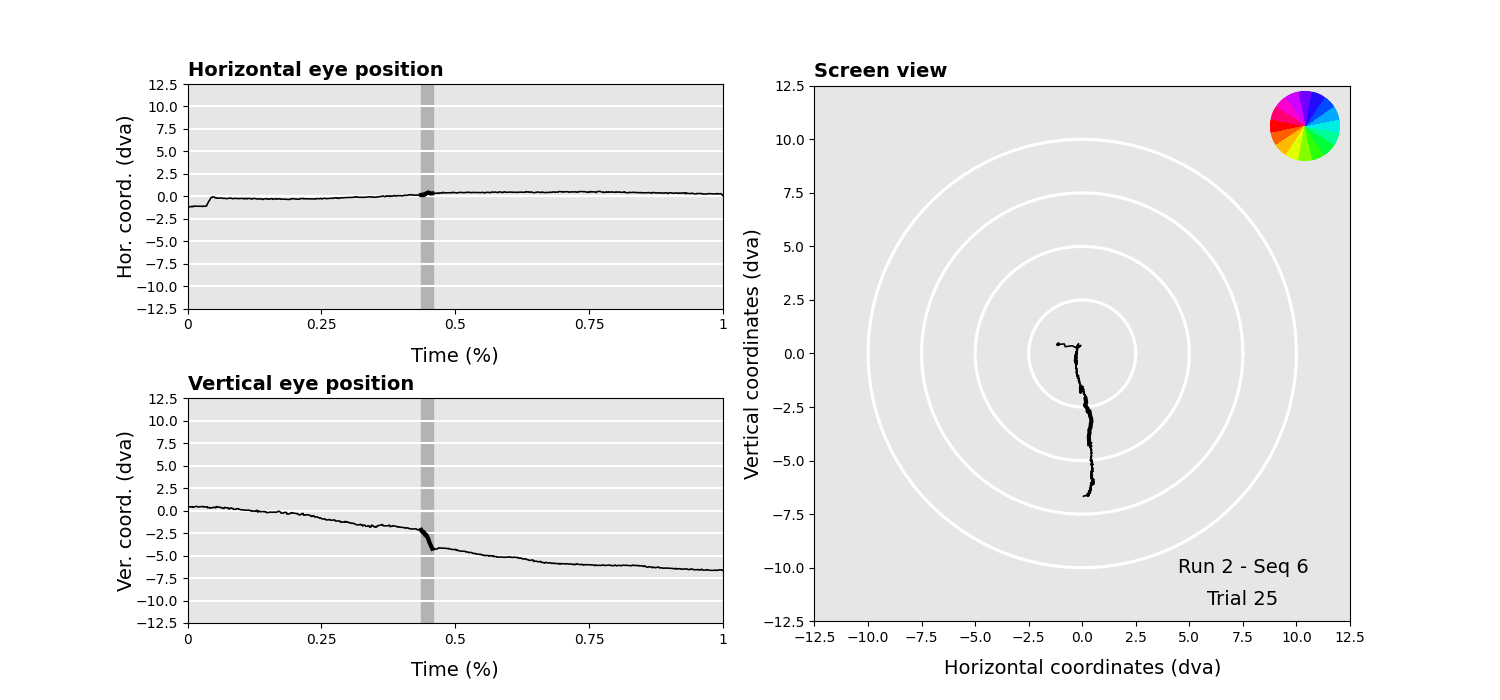 Horizontal eye position
12.5
10.0
7.5
5.0
2.5
0.0
−2.5
−5.0
−7.5
−10.0
−12.5
Hor. coord. (dva)
0 0.25 0.5 0.75 1
Time (%)
Vertical eye position
12.5
10.0
7.5
5.0
2.5
0.0
−2.5
−5.0
−7.5
−10.0
−12.5
Ver. coord. (dva)
0 0.25 0.5 0.75 1
Time (%)
Screen view
12.5
10.0
7.5
5.0
2.5
0.0
−2.5
−5.0
−7.5
−10.0
−12.5
Vertical coordinates (dva)
Run 2 - Seq 6
Trial 25
−12.5 −10.0 −7.5 −5.0 −2.5 0.0 2.5 5.0 7.5 10.0 12.5
Horizontal coordinates (dva)